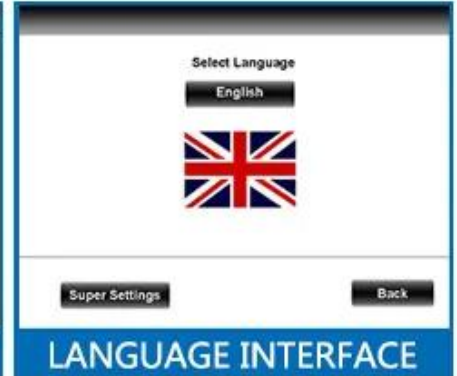 Select Language
English
Super Settings
Back
LANGUAGE INTERFACE